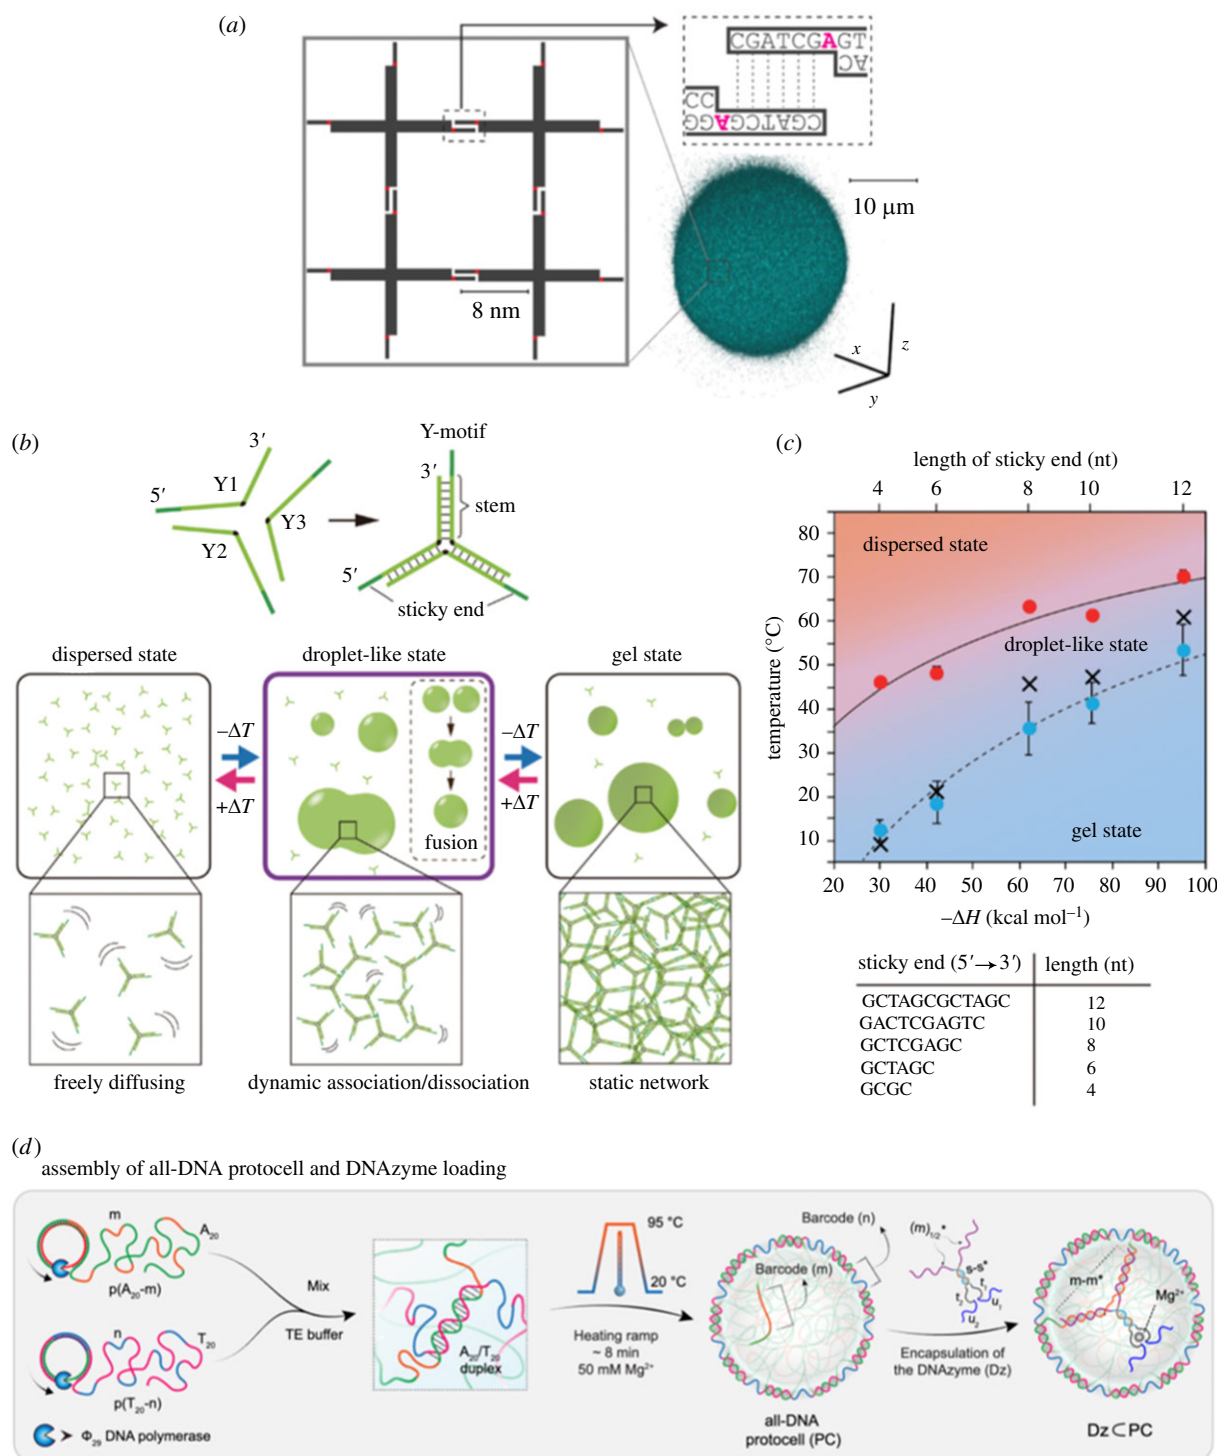 (a)
CGATCGAGT
CA
CC
GGAGCTAGC
8 nm
10 μm
x
z
y
(b)
Y-motif
3′
3′
Y1
5′
Y3
stem
Y2
5′
sticky end
dispersed state
droplet-like state
gel state
–ΔT
–ΔT
+ΔT
+ΔT
fusion
freely diffusing
dynamic association/dissociation
static network
(c)
length of sticky end (nt)
4 6 8 10 12
80
70
60
50
40
30
20
10
temperature (°C)
dispersed state
droplet-like state
gel state
20 30 40 60 70 80 90 100
–ΔH (kcal mol–1)
sticky end (5′→3′) length (nt)
GCTAGCGCTAGC 12
GACTCGAGTC 10
GCTCGAGC 8
GCTAGC 6
GCGC 4
(d)
assembly of all-DNA protocell and DNAzyme loading
m
A20
p(A20-m)
n
T20
p(T20-n)
Φ29 DNA polymerase
Mix
TE buffer
A20/T20
duplex
95 °C
20 °C
Heating ramp
~ 8 min
50 mM Mg2+
Barcode (n)
Barcode (m)
all-DNA
protocell (PC)
(m)1/2*
s-s*
t1
t2
u1
u2
Encapsulation of
the DNAzyme (Dz)
m-m*
Mg2+
Dz⊂PC